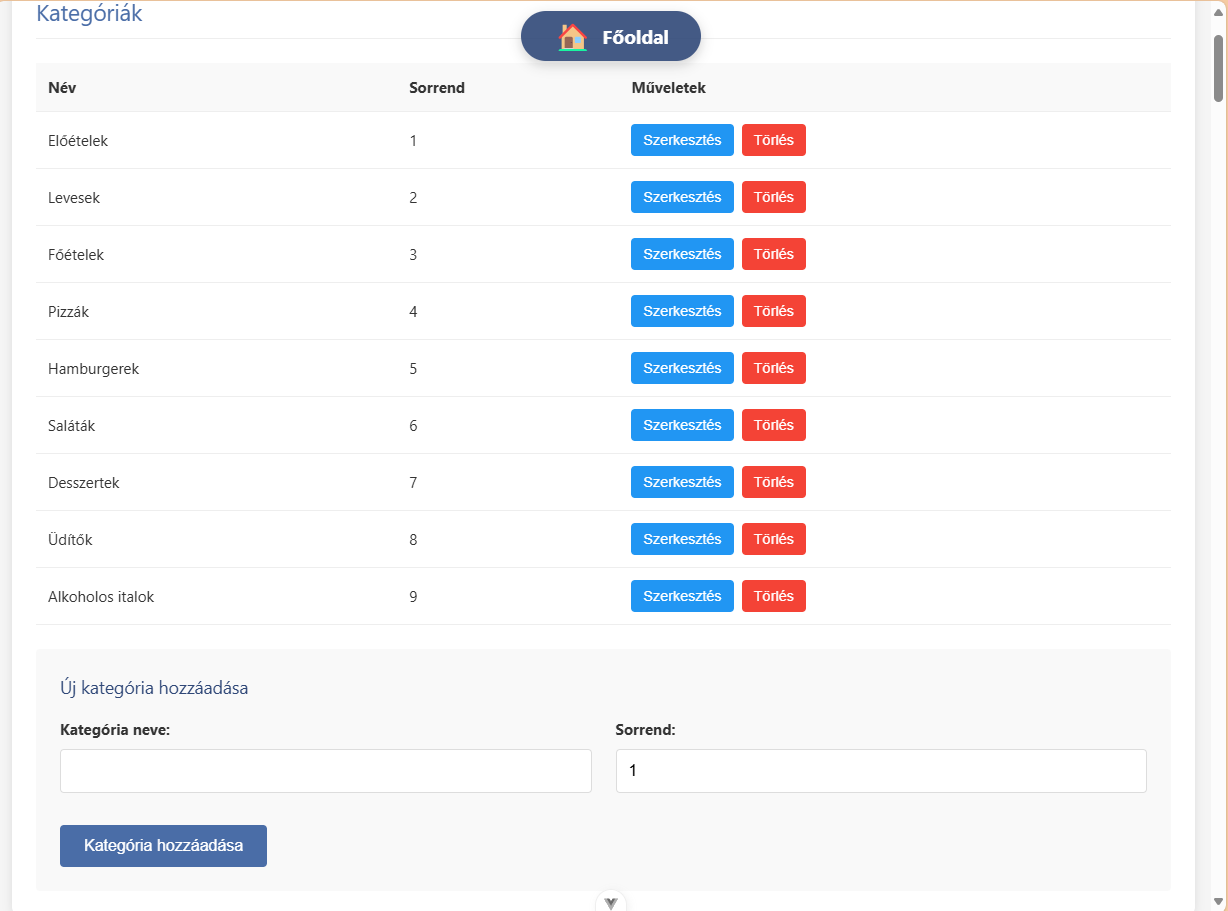 Kategóriák
Főoldal
Név Sorrend Műveletek
Előételek 1 Szerkesztés Törlés
Levesek 2 Szerkesztés Törlés
Főételek 3 Szerkesztés Törlés
Pizzák 4 Szerkesztés Törlés
Hamburgerek 5 Szerkesztés Törlés
Saláták 6 Szerkesztés Törlés
Desszertek 7 Szerkesztés Törlés
Üdítők 8 Szerkesztés Törlés
Alkoholos italok 9 Szerkesztés Törlés
Új kategória hozzáadása
Kategória neve: Sorrend:
1
Kategória hozzáadása